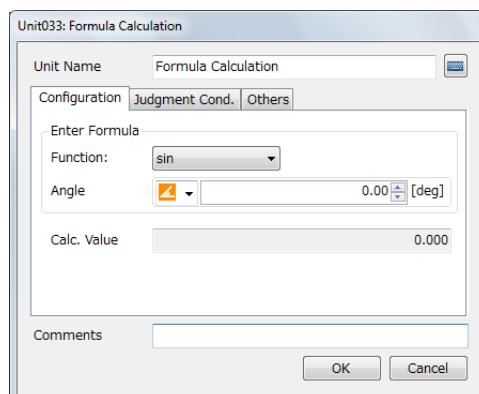 Unit033: Formula Calculation
Unit Name Formula Calculation
Configuration Judgment Cond. Others
Enter Formula
Function: sin
Angle 0.00 [deg]
Calc. Value 0.000
Comments
OK Cancel